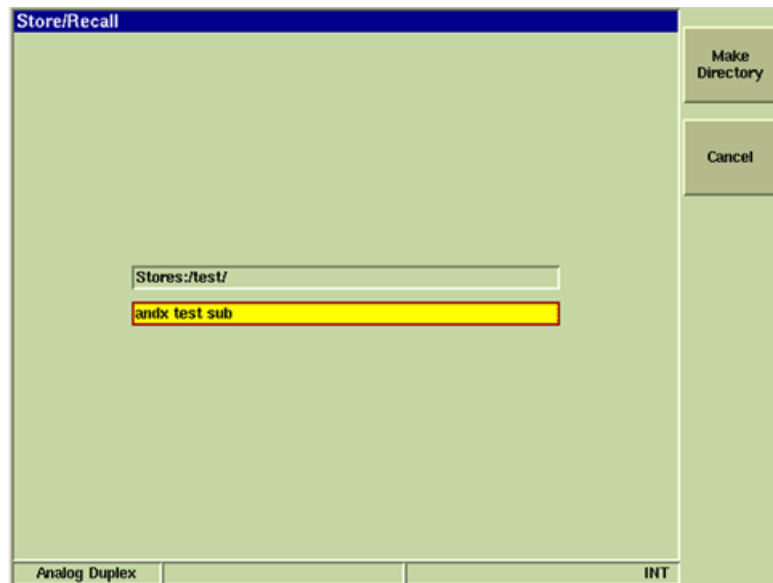 Store/Recall
Make
Directory
Cancel
Stores:/test/
andx test sub
Analog Duplex
INT